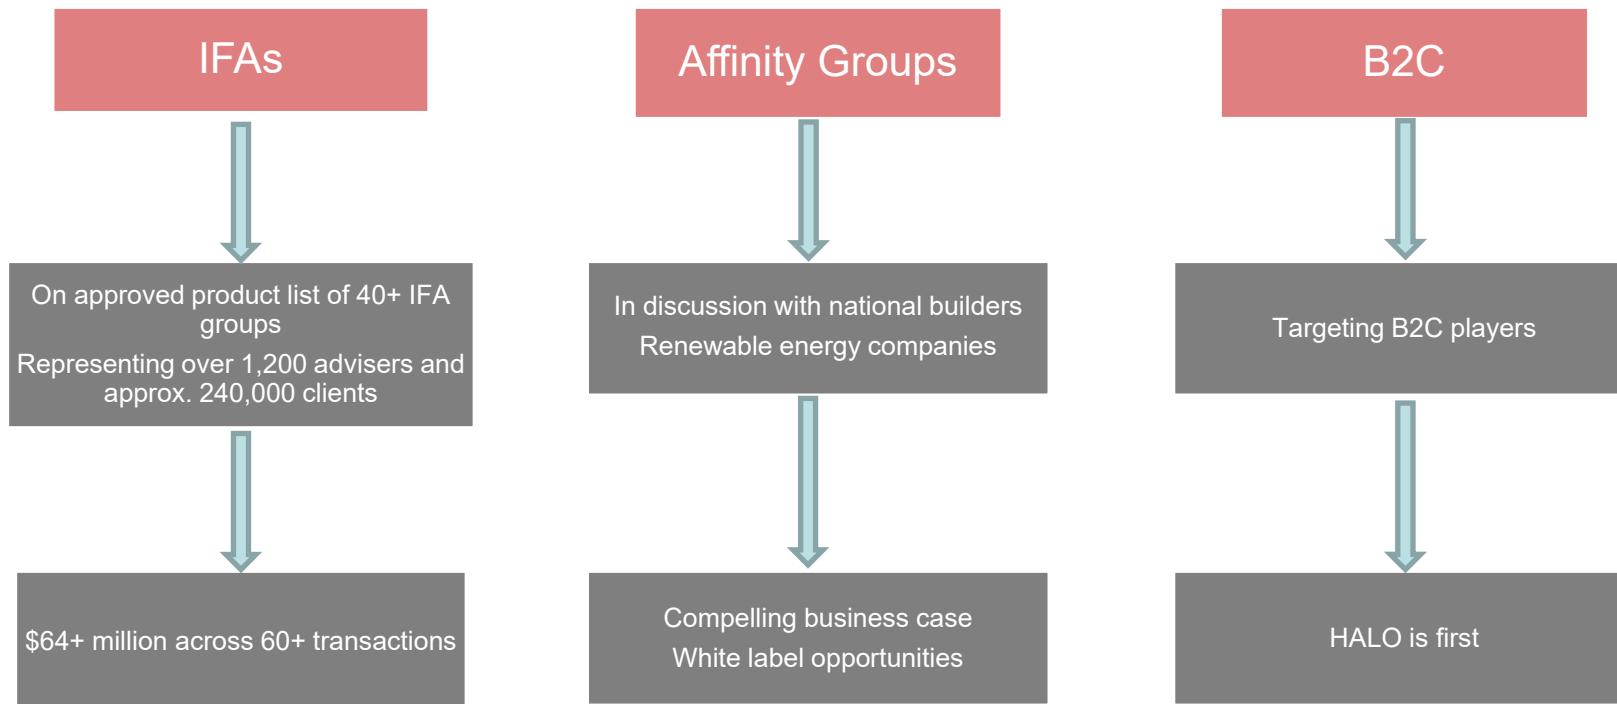 IFAs
On approved product list of 40+ IFA
groups
Representing over 1,200 advisers and
approx. 240,000 clients
$64+ million across 60+ transactions
Affinity Groups
In discussion with national builders
Renewable energy companies
Compelling business case
White label opportunities
B2C
Targeting B2C players
HALO is first